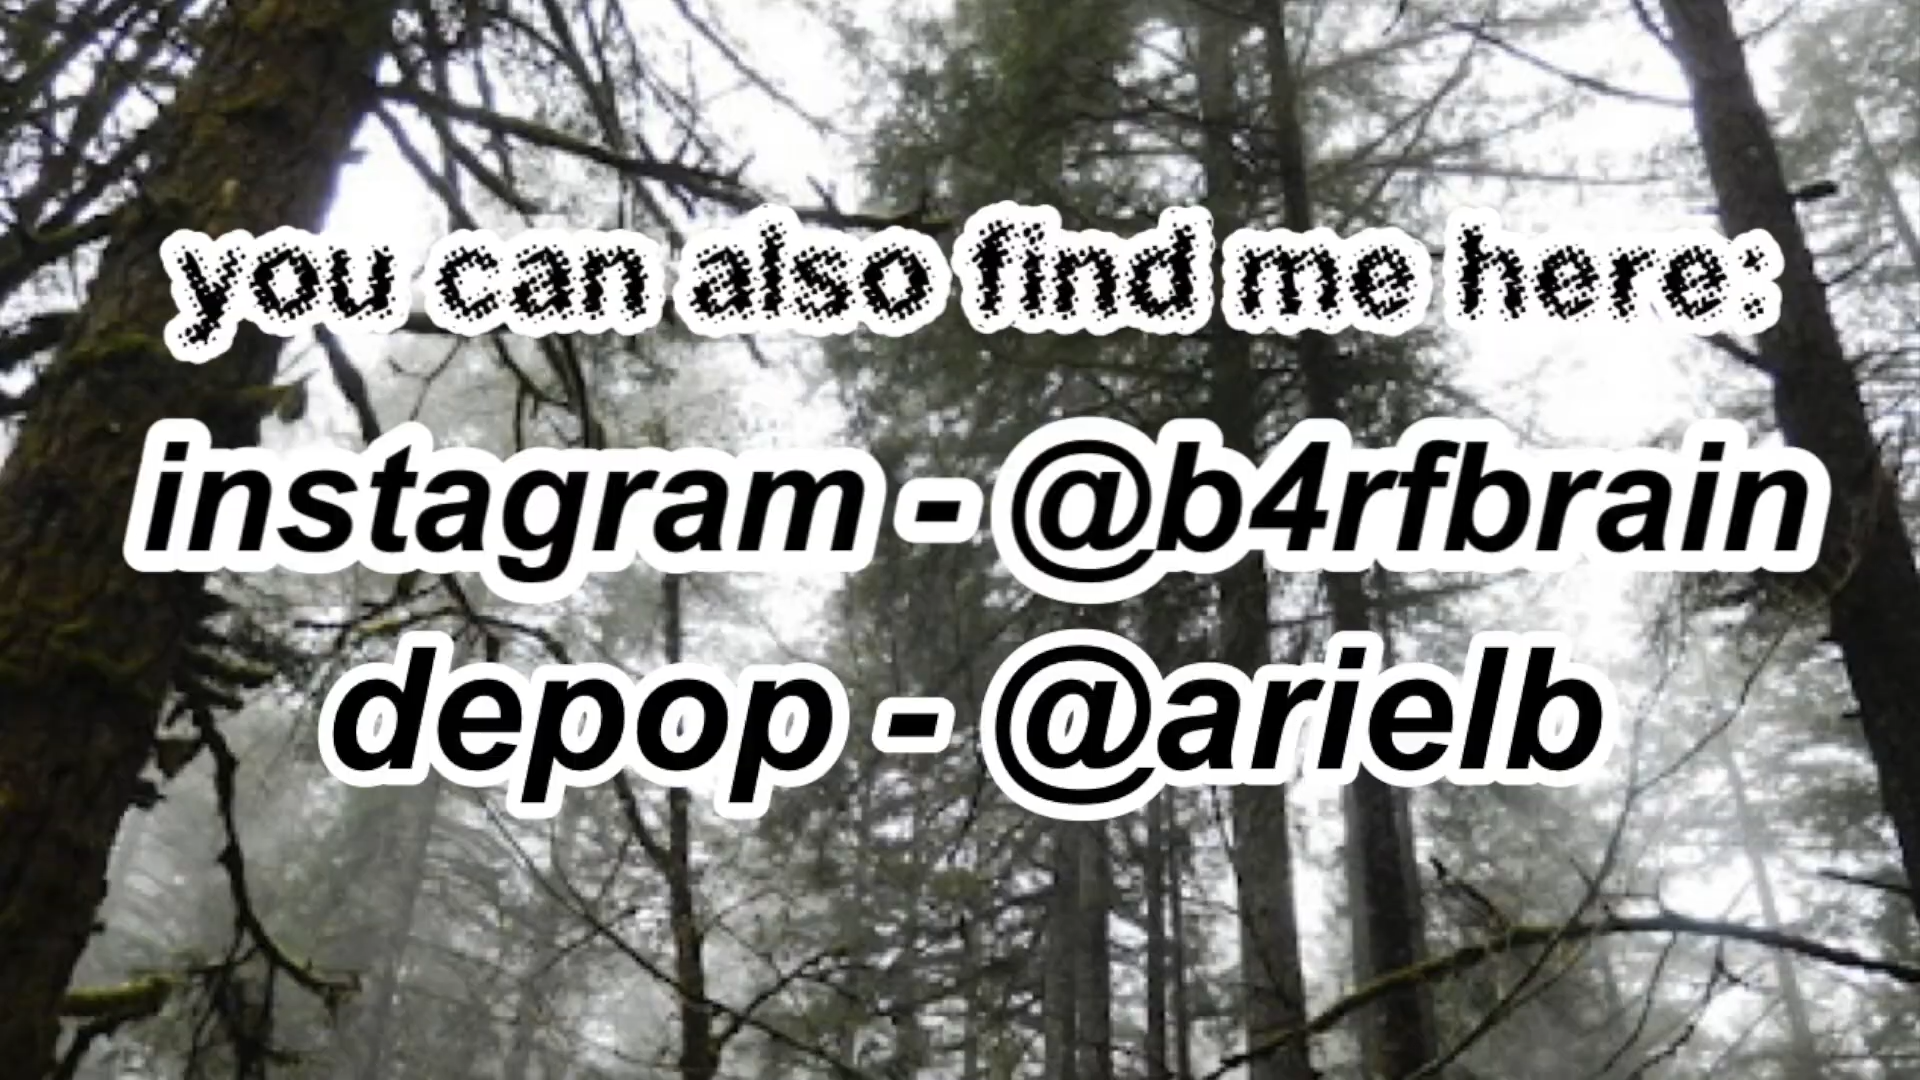 you can also find me here:
instagram - @b4rfbrain
depop - @arielb